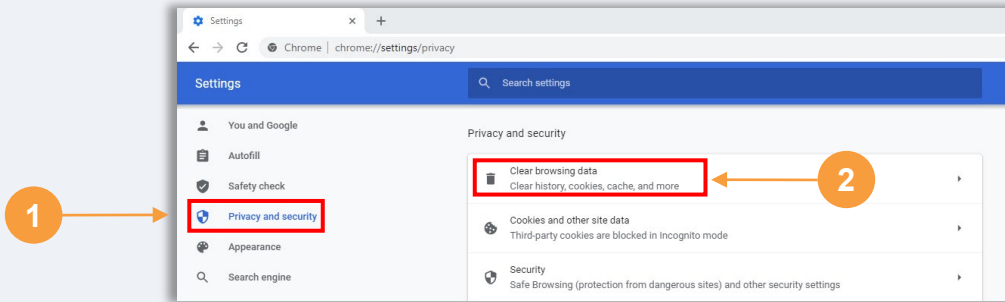 Settings
Chrome | chrome://settings/privacy
Settings
Search settings
You and Google
Autofill
Safety check
Privacy and security
Appearance
Search engine
Privacy and security
Clear browsing data
Clear history, cookies, cache, and more
Cookies and other site data
Third-party cookies are blocked in Incognito mode
Security
Safe Browsing (protection from dangerous sites) and other security settings
1
2